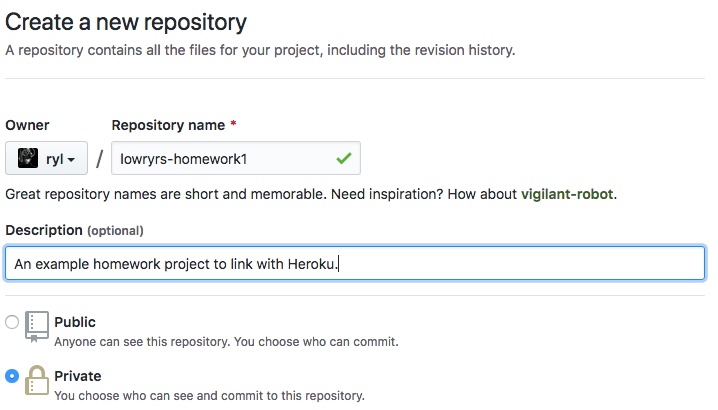 Create a new repository
A repository contains all the files for your project, including the revision history.
Owner Repository name *
ryl / lowryrs-homework1
Great repository names are short and memorable. Need inspiration? How about vigilant-robot.
Description (optional)
An example homework project to link with Heroku.
Public
Anyone can see this repository. You choose who can commit.
Private
You choose who can see and commit to this repository.